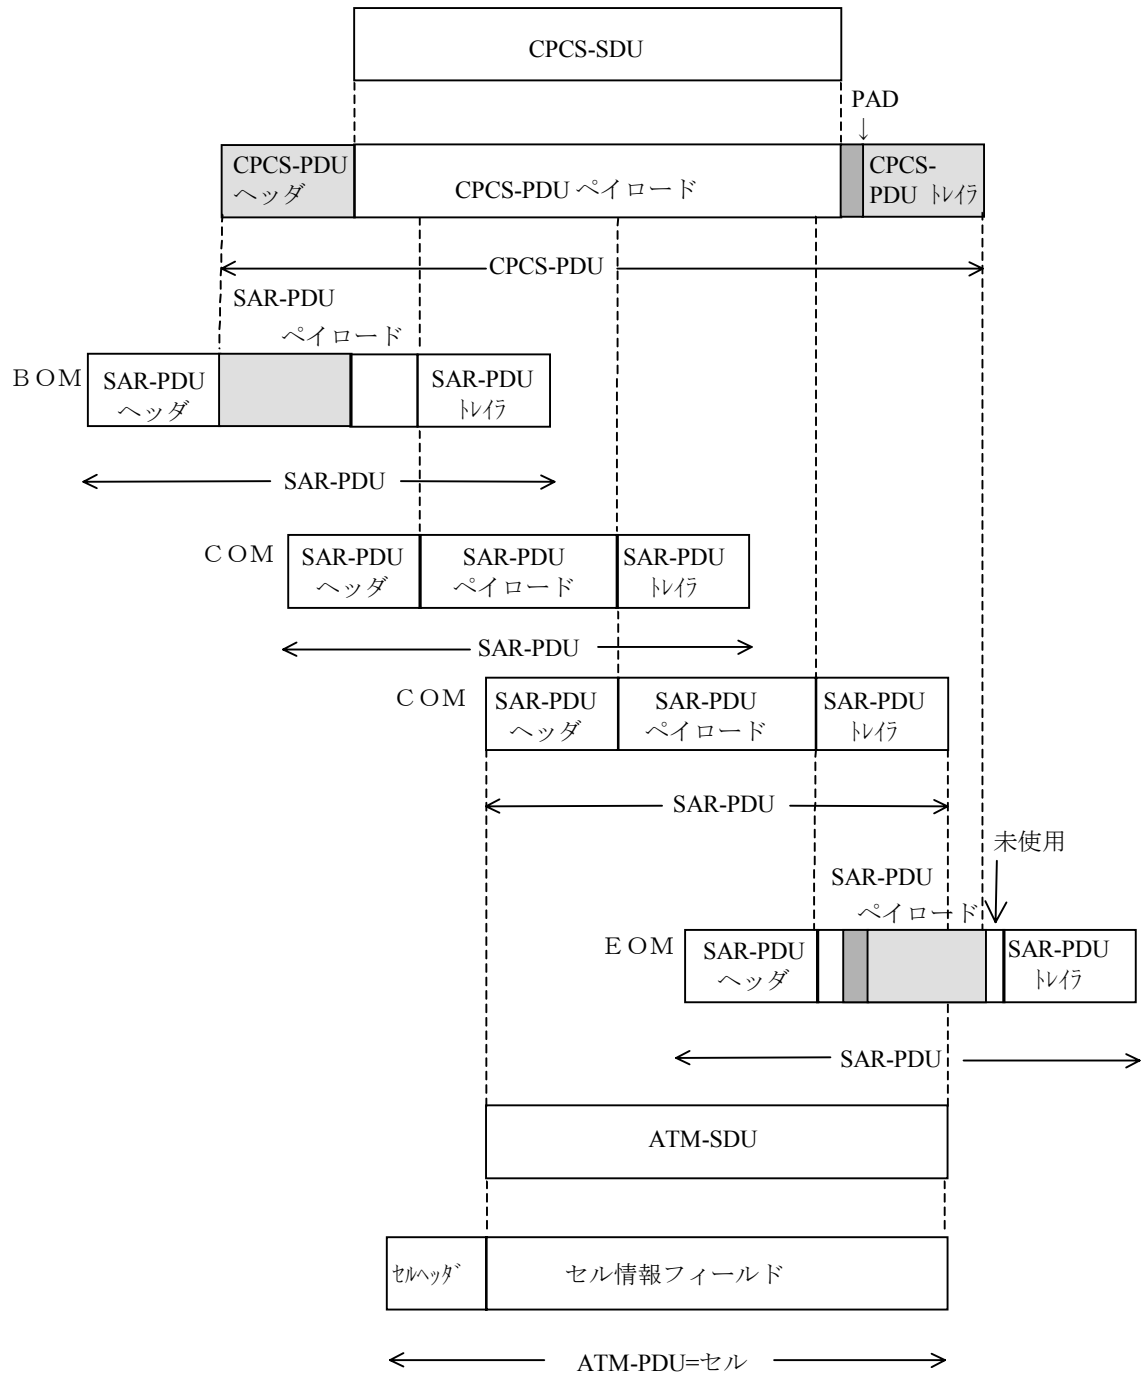 CPCS-SDU
PAD
↓
CPCS-PDU
ヘッダ
CPCS-PDU ペイロード
CPCS-
PDU ﾄﾚｲﾗ
CPCS-PDU
SAR-PDU
ペイロード
ＢＯＭ
SAR-PDU
ヘッダ
SAR-PDU
ﾄﾚｲﾗ
SAR-PDU
ＣＯＭ
SAR-PDU
ヘッダ
SAR-PDU
ペイロード
SAR-PDU
ﾄﾚｲﾗ
SAR-PDU
ＣＯＭ
SAR-PDU
ヘッダ
SAR-PDU
ペイロード
SAR-PDU
ﾄﾚｲﾗ
SAR-PDU
未使用
SAR-PDU
ペイロード
ＥＯＭ
SAR-PDU
ヘッダ
SAR-PDU
ﾄﾚｲﾗ
SAR-PDU
ATM-SDU
ｾﾙﾍｯﾀﾞ
セル情報フィールド
ATM-PDU=セル